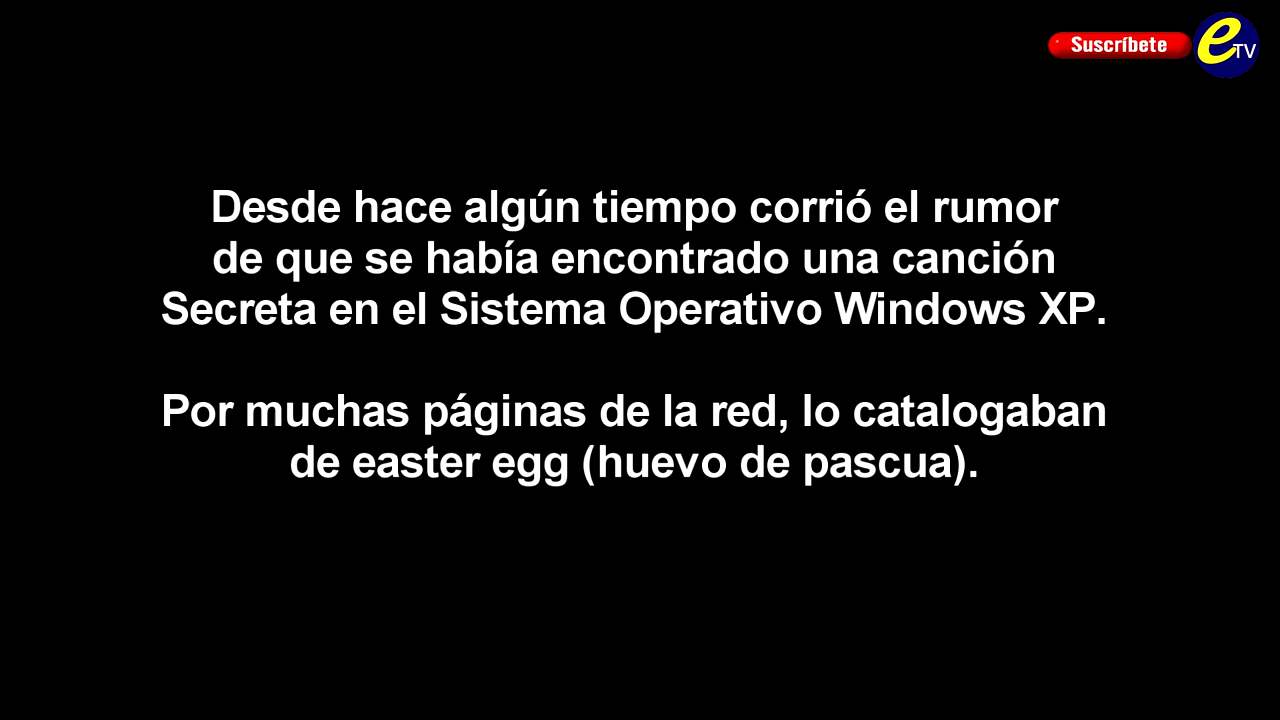 Suscríbete
e TV
Desde hace algún tiempo corrió el rumor
de que se había encontrado una canción
Secreta en el Sistema Operativo Windows XP.
Por muchas páginas de la red, lo catalogaban
de easter egg (huevo de pascua).